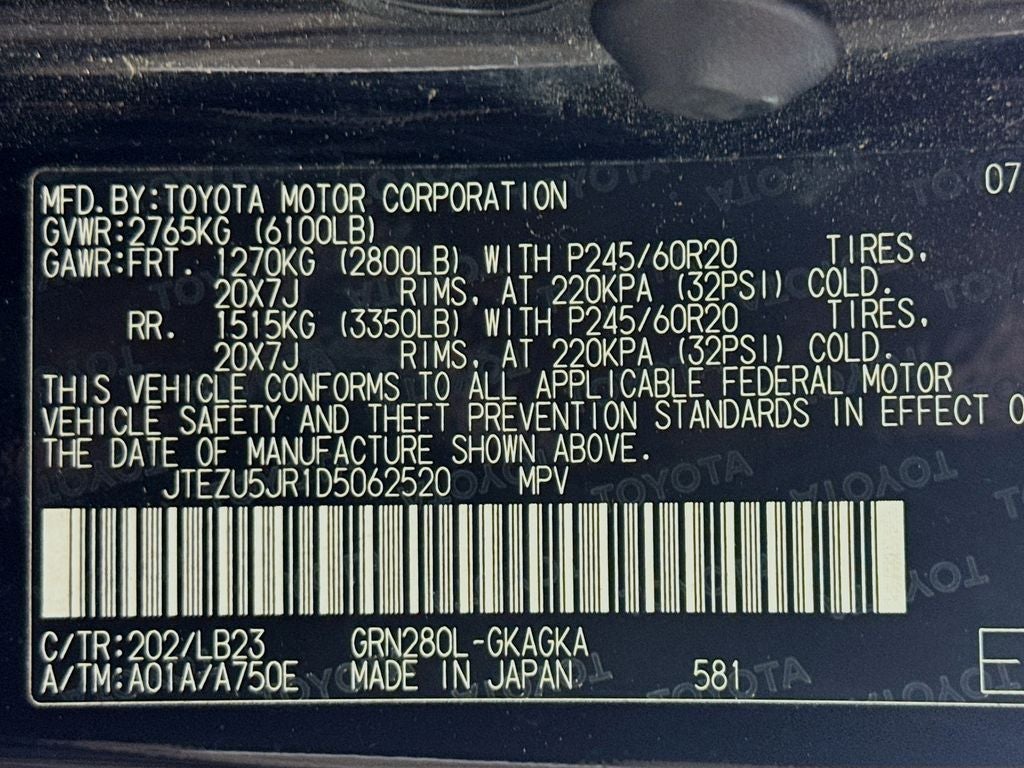 07
MFD.BY:TOYOTA MOTOR CORPORATION
GVWR:2765KG (6100LB)
GAWR:FRT. 1270KG (2800LB) WITH P245/60R20 TIRES,
20X7J RIMS, AT 220KPA (32PSI) COLD.
RR. 1515KG (3350LB) WITH P245/60R20 TIRES,
20X7J RIMS, AT 220KPA (32PSI) COLD.
THIS VEHICLE CONFORMS TO ALL APPLICABLE FEDERAL MOTOR
VEHICLE SAFETY AND THEFT PREVENTION STANDARDS IN EFFECT O
THE DATE OF MANUFACTURE SHOWN ABOVE.
JTEZU5JR1D5062520 MPV
C/TR:202/LB23 GRN280L-GKAGKA
A/TM:A01A/A750E MADE IN JAPAN 581
E